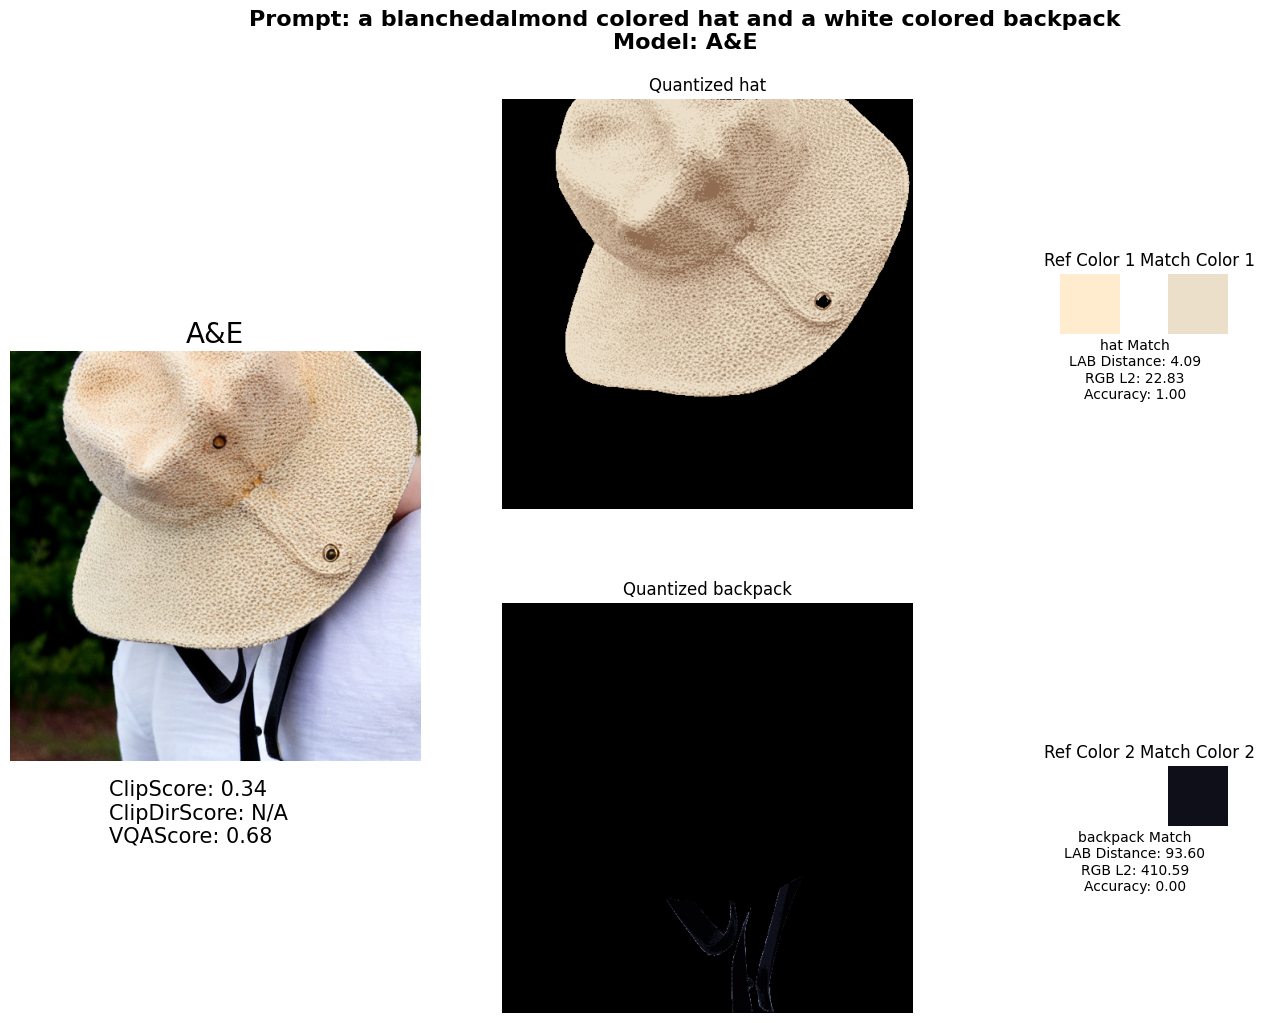 Prompt: a blanchedalmond colored hat and a white colored backpack
Model: A&E
Quantized hat
Ref Color 1 Match Color 1
hat Match
LAB Distance: 4.09
RGB L2: 22.83
Accuracy: 1.00
A&E
ClipScore: 0.34
ClipDirScore: N/A
VQAScore: 0.68
Quantized backpack
Ref Color 2 Match Color 2
backpack Match
LAB Distance: 93.60
RGB L2: 410.59
Accuracy: 0.00